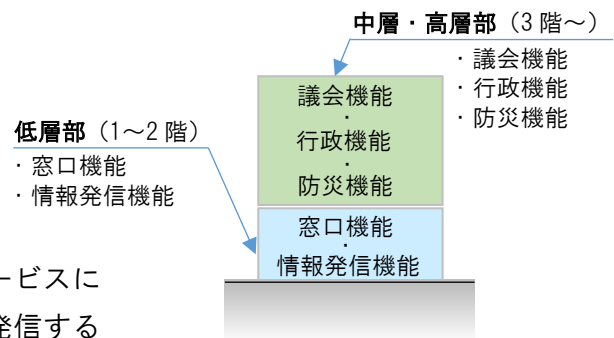 中層・高層部（3 階～）
・議会機能
・行政機能
・防災機能
低層部（1～2 階）
・窓口機能
・情報発信機能
議会機能
・
行政機能
・
防災機能
窓口機能
・
情報発信機能
ービスに
発信する